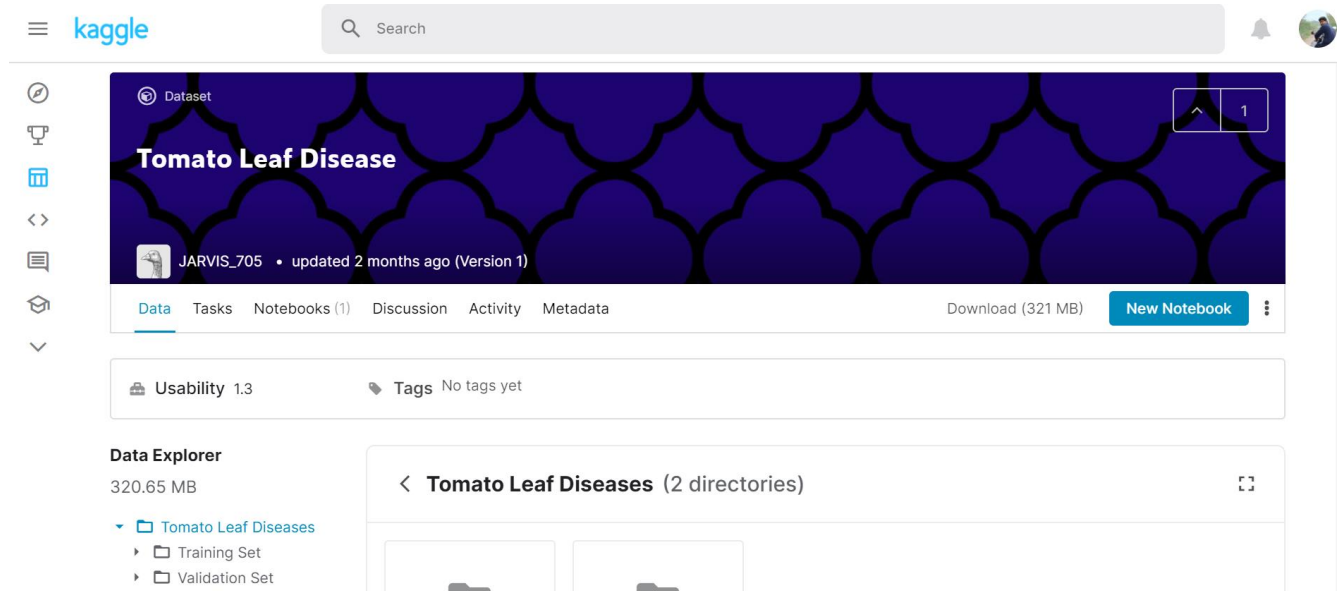 kaggle
Search
Dataset
1
Tomato Leaf Disease
JARVIS_705 • updated 2 months ago (Version 1)
Data Tasks Notebooks (1) Discussion Activity Metadata Download (321 MB) New Notebook
Usability 1.3 Tags No tags yet
Data Explorer
320.65 MB
Tomato Leaf Diseases
Training Set
Validation Set
Tomato Leaf Diseases (2 directories)